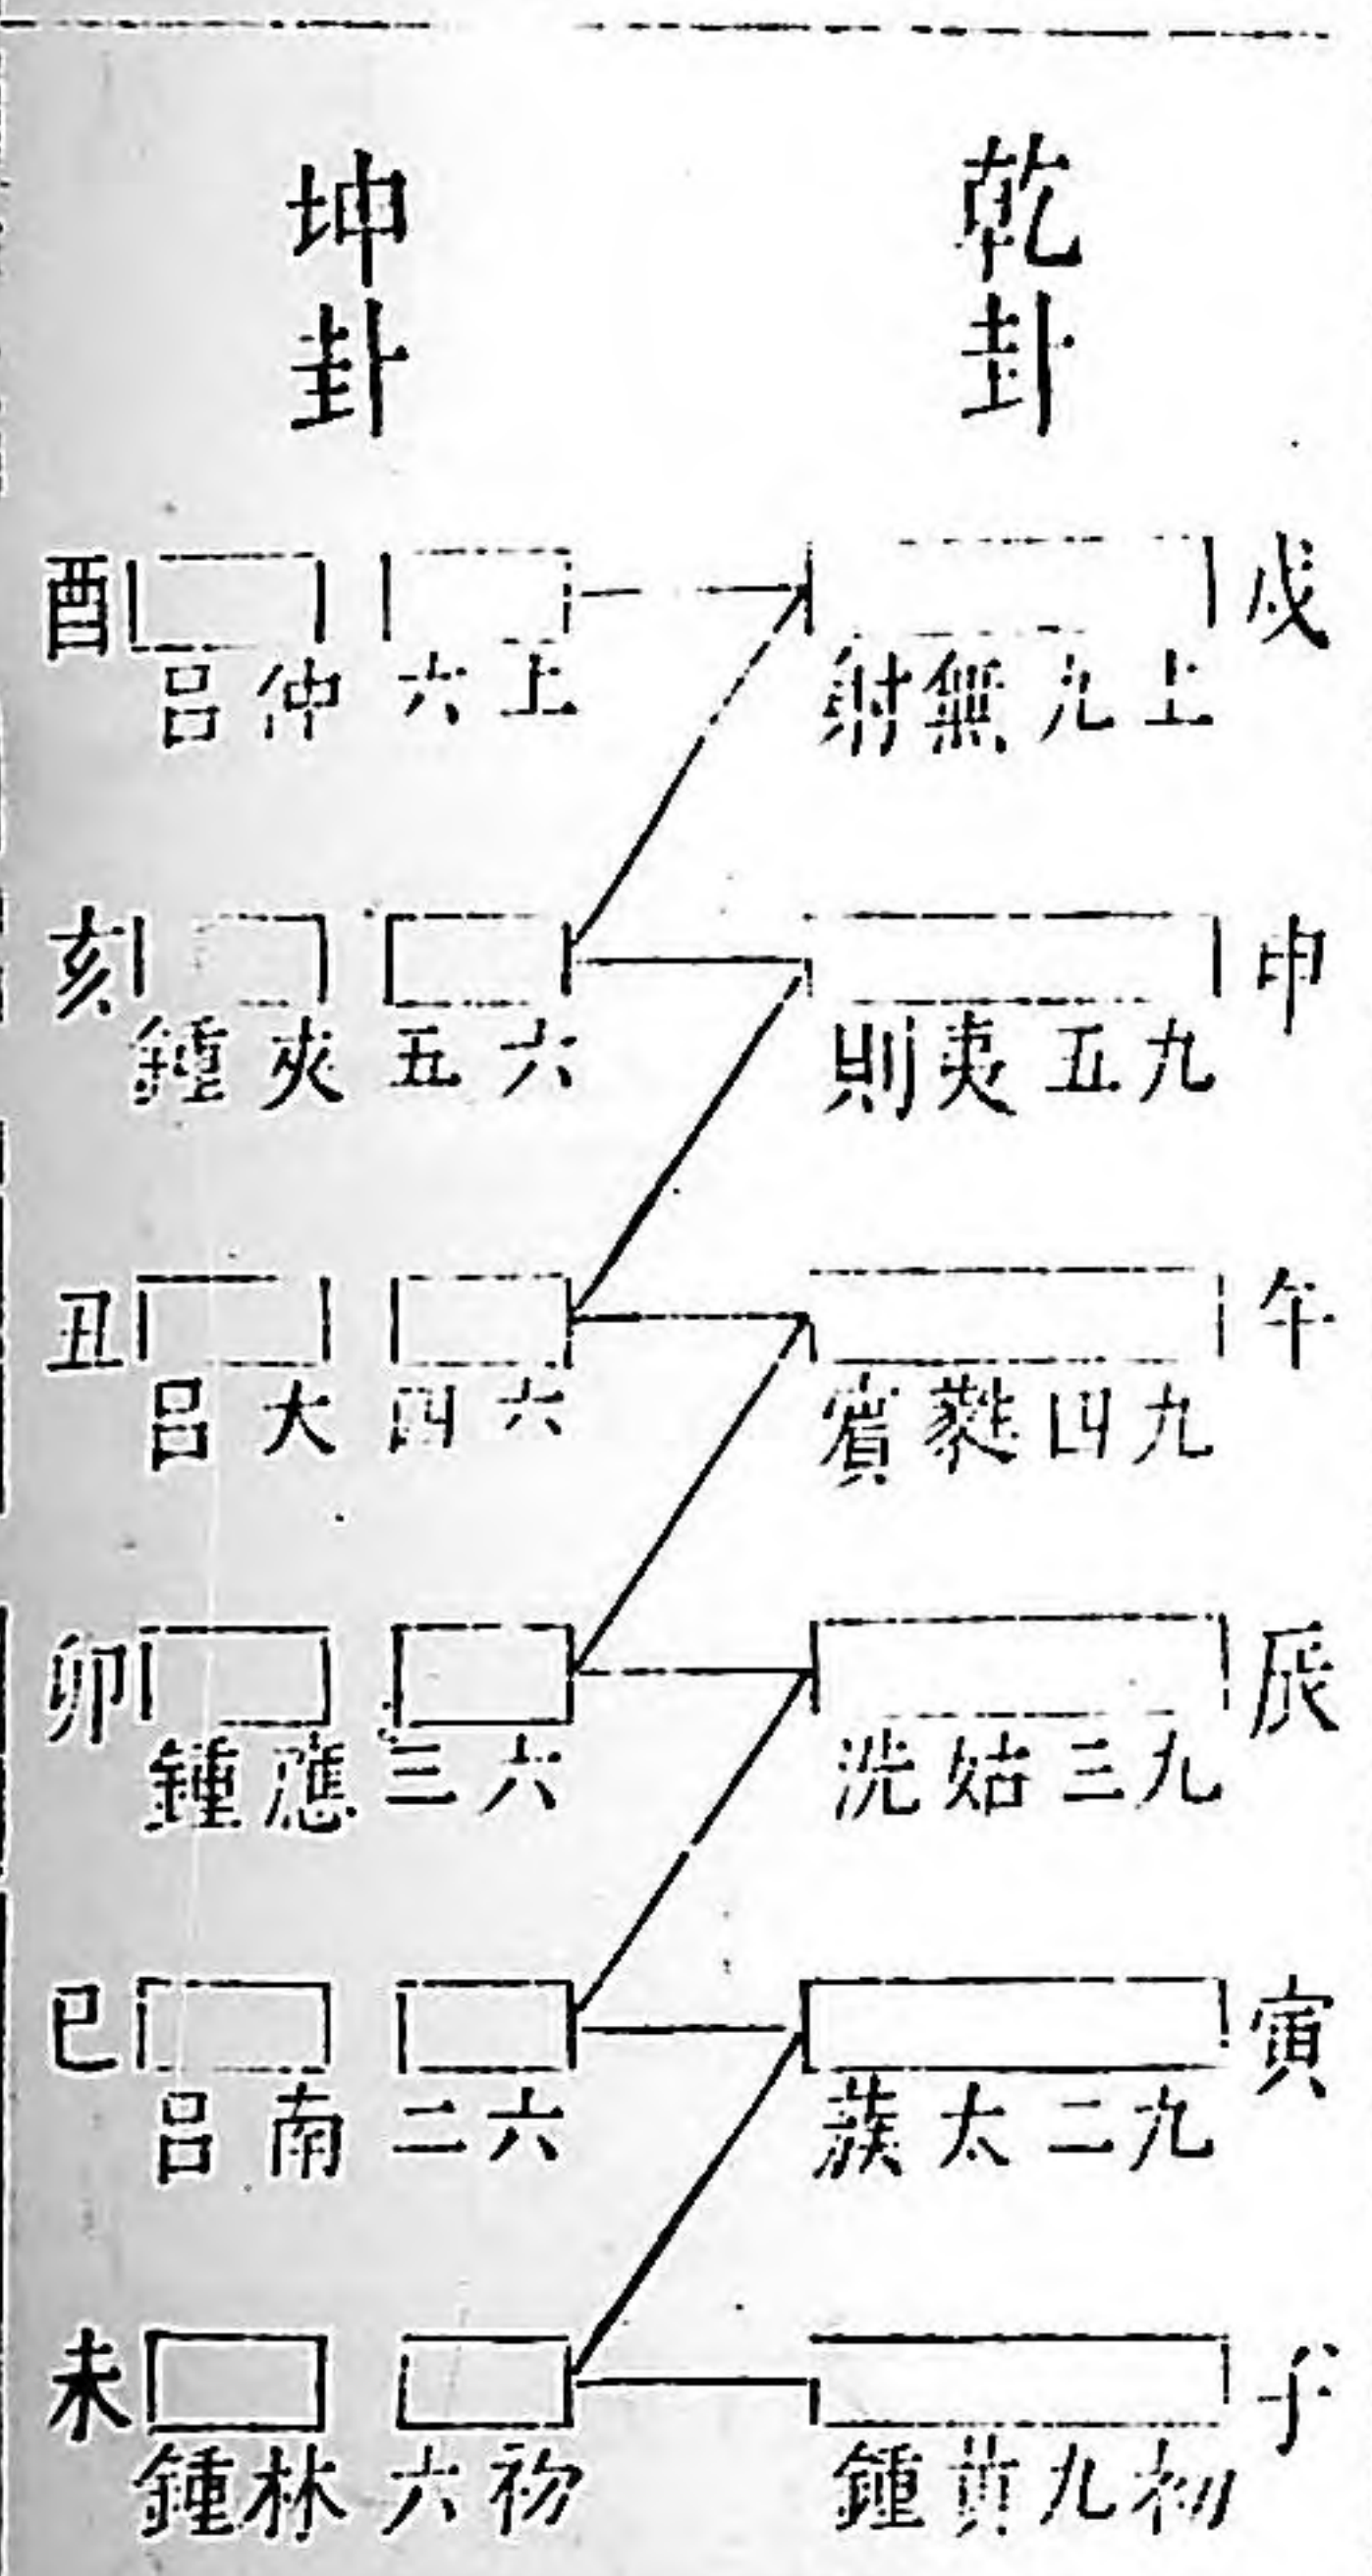 乾卦
戌
上九無射
申
九五夷則
午
九四蕤賓
辰
九三姑洗
寅
九二太蔟
子
初九黄鍾
坤卦
上六仲呂
酉
六五夾鍾
亥
六四大呂
丑
六三應鍾
卯
六二南呂
巳
初六林鍾
未